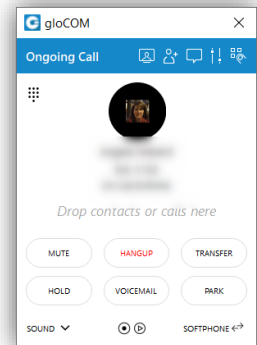 gloCOM
Ongoing Call
Drop contacts or calls here
MUTE HANGUP TRANSFER
HOLD VOICEMAIL PARK
SOUND SOFTPHONE